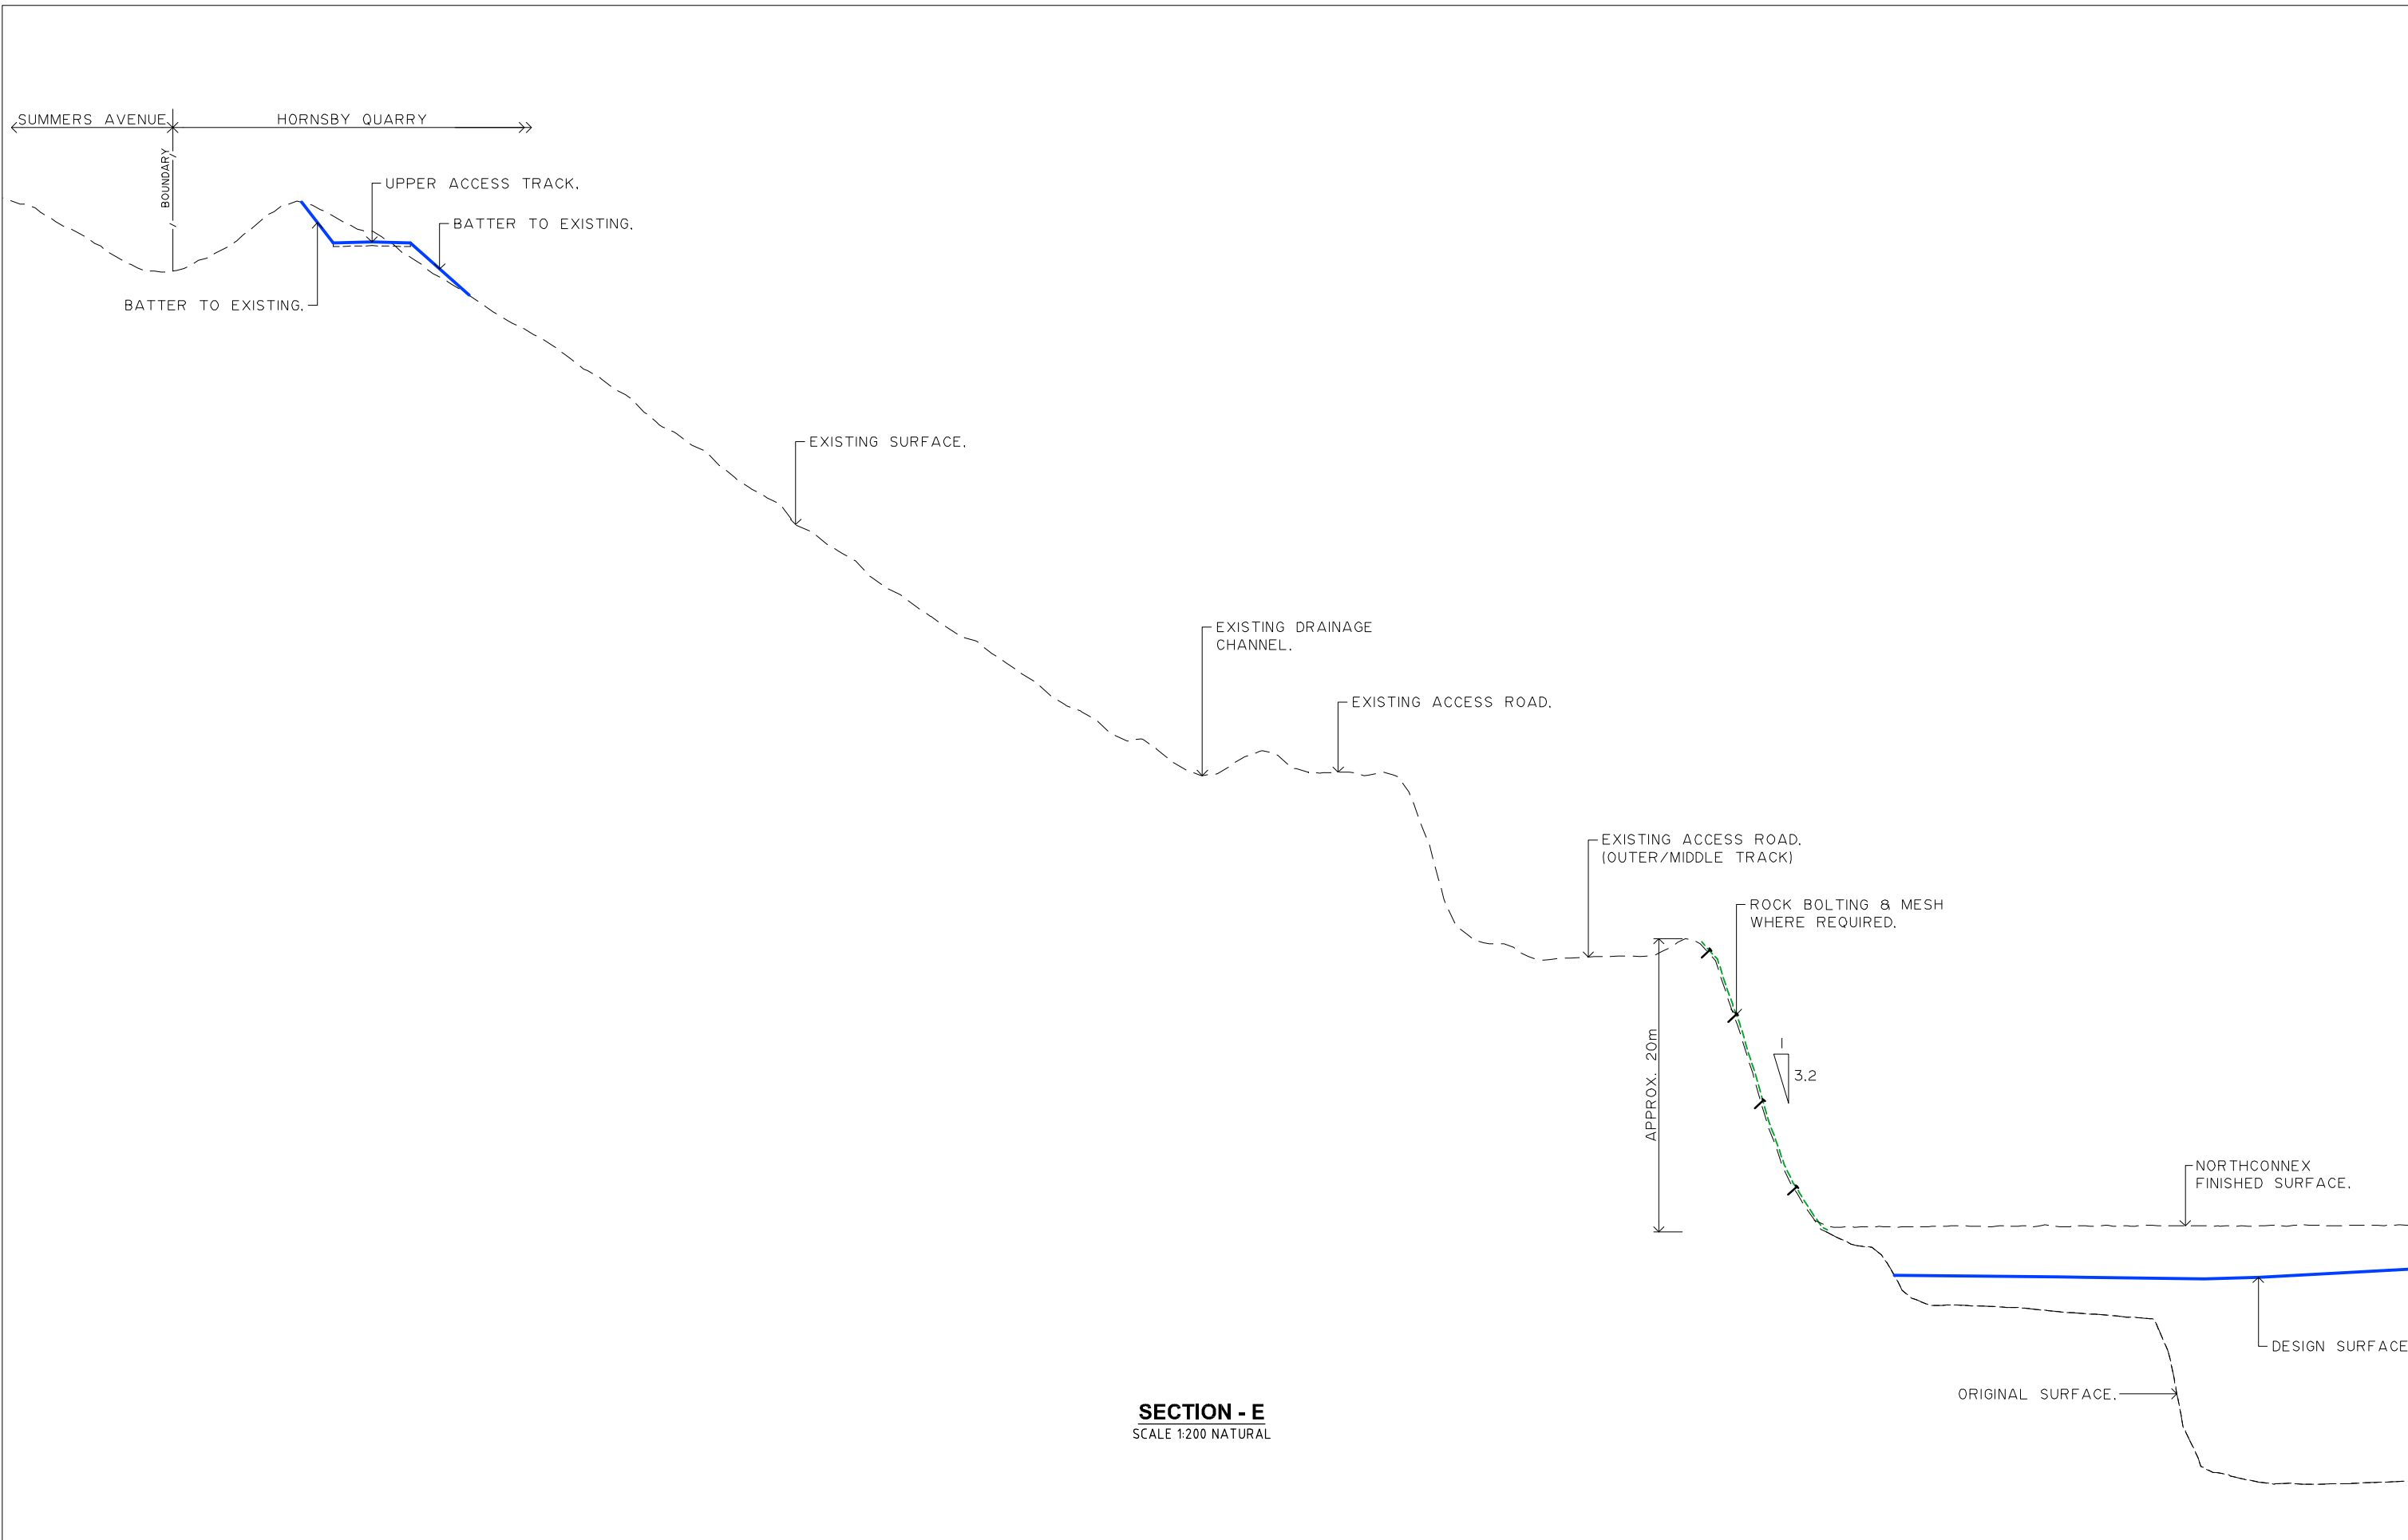 SUMMERS AVENUE
HORNSBY QUARRY
BOUNDARY
UPPER ACCESS TRACK.
BATTER TO EXISTING.
BATTER TO EXISTING.
EXISTING SURFACE.
EXISTING DRAINAGE
CHANNEL.
EXISTING ACCESS ROAD.
EXISTING ACCESS ROAD.
(OUTER/MIDDLE TRACK)
ROCK BOLTING & MESH
WHERE REQUIRED.
APPROX. 20m
1
3.2
NORTHCONNEX
FINISHED SURFACE.
DESIGN SURFACE
ORIGINAL SURFACE.
SECTION - E
SCALE 1:200 NATURAL